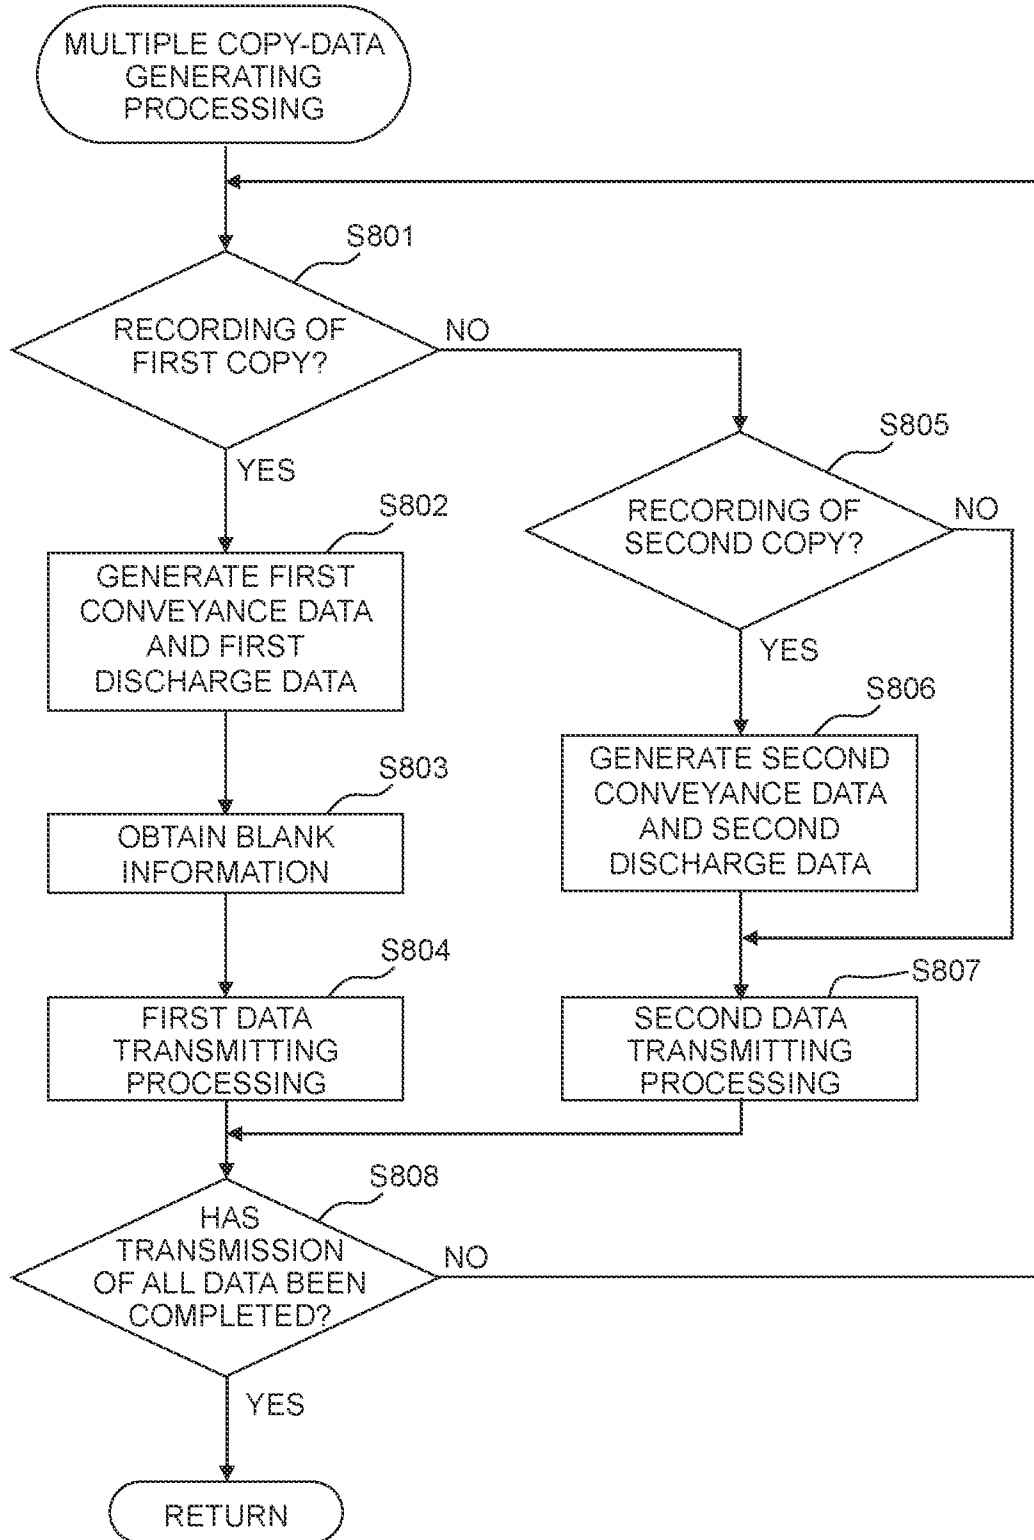 MULTIPLE COPY-DATA
GENERATING
PROCESSING
S801
RECORDING OF
FIRST COPY?
NO
YES
S802
GENERATE FIRST
CONVEYANCE DATA
AND FIRST
DISCHARGE DATA
S803
OBTAIN BLANK
INFORMATION
S804
FIRST DATA
TRANSMITTING
PROCESSING
S805
RECORDING OF
SECOND COPY?
NO
YES
S806
GENERATE SECOND
CONVEYANCE DATA
AND SECOND
DISCHARGE DATA
S807
SECOND DATA
TRANSMITTING
PROCESSING
S808
HAS
TRANSMISSION
OF ALL DATA BEEN
COMPLETED?
NO
YES
RETURN